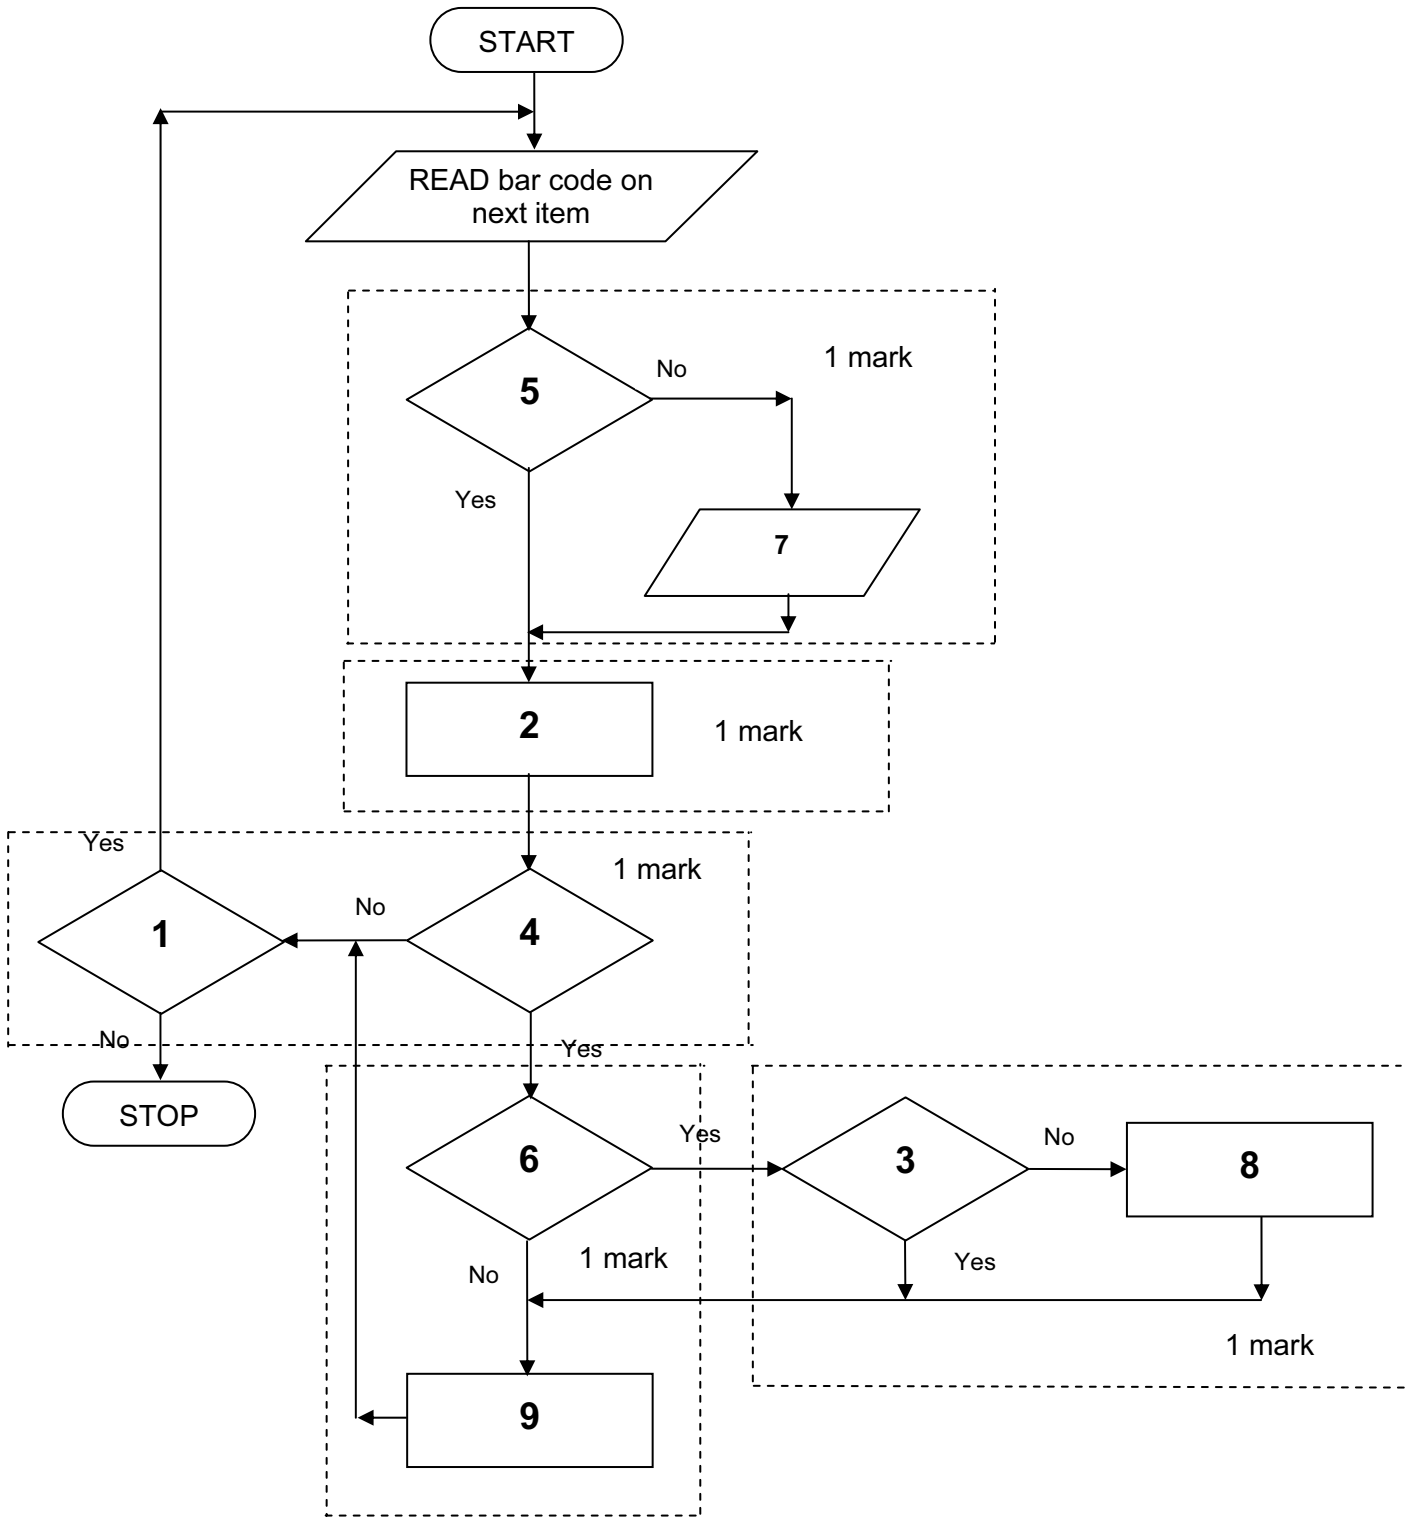 START
READ bar code on
next item
5
No
1 mark
Yes
7
2
1 mark
Yes
1 mark
No
1
4
No
Yes
STOP
6
Yes
3
No
8
No
1 mark
Yes
1 mark
9